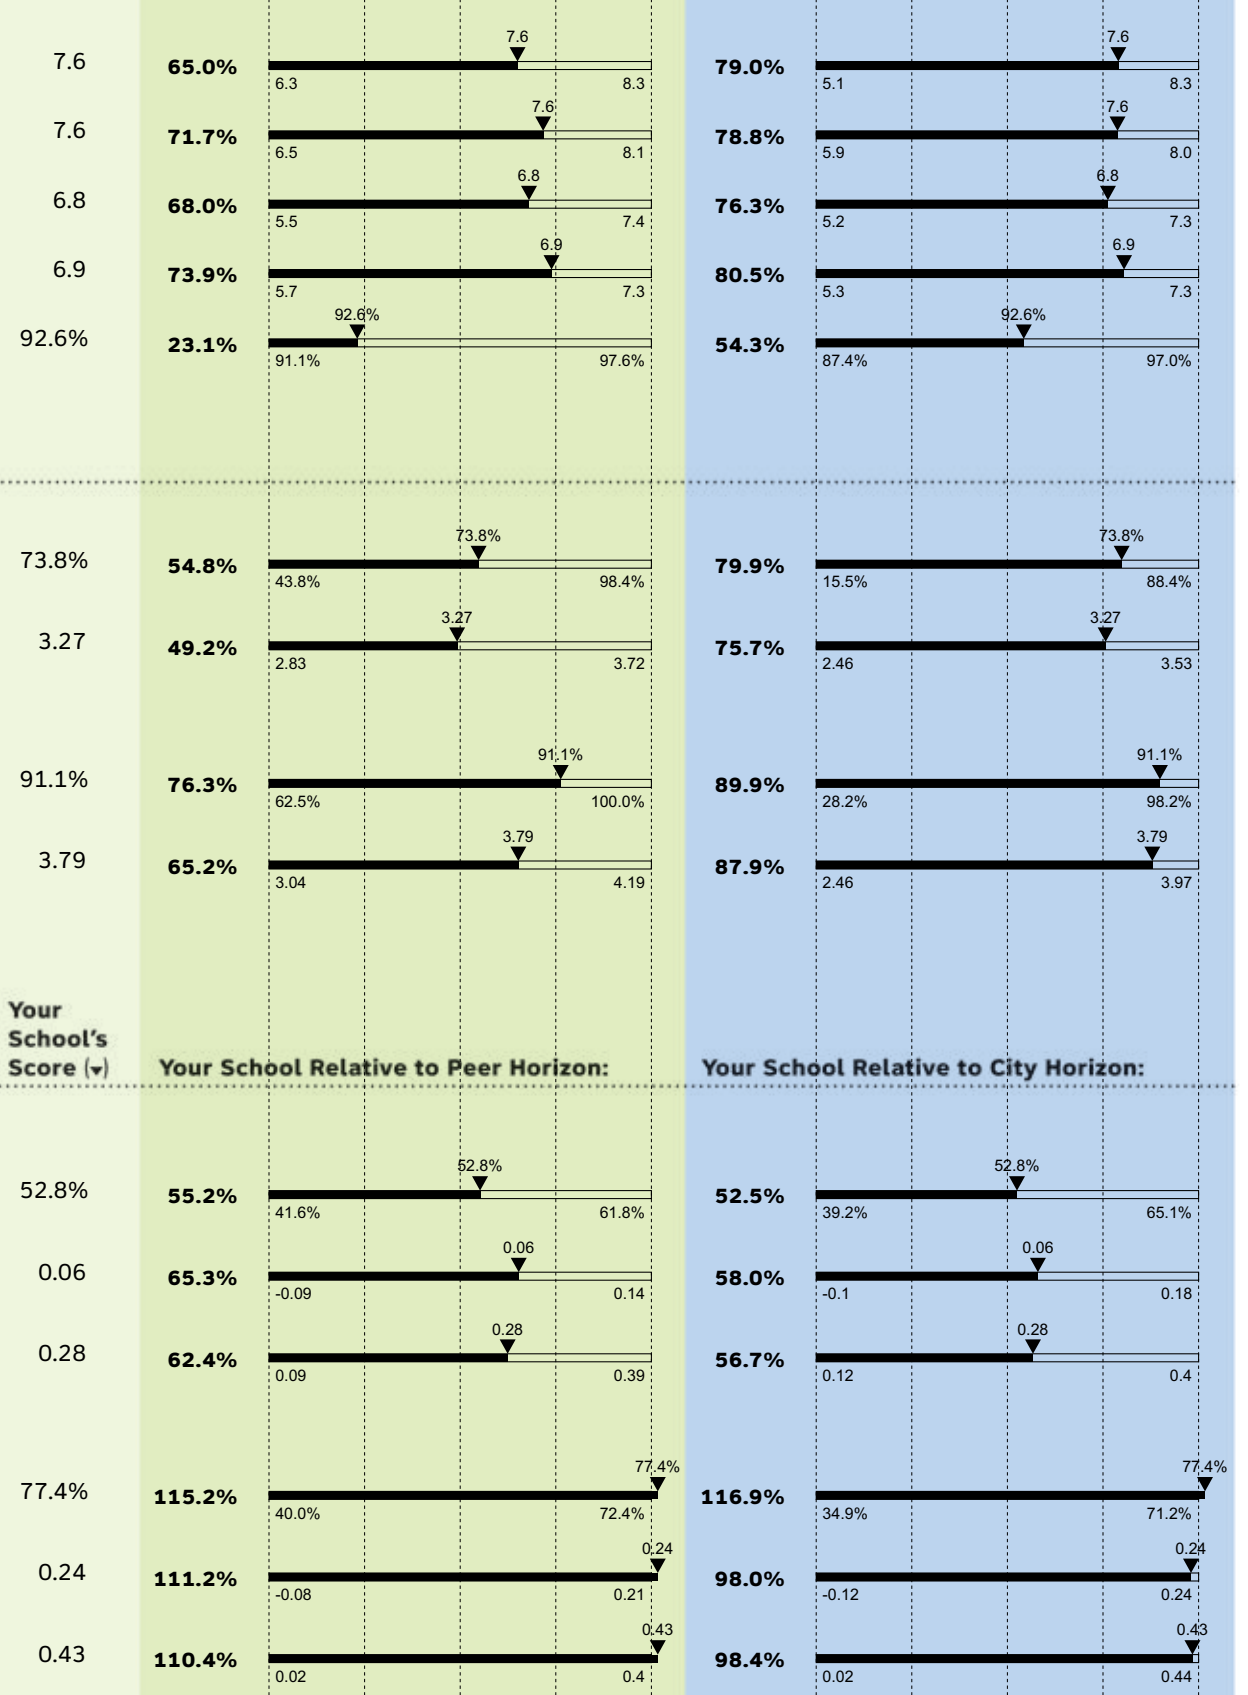 7.6 7.6
7.6 65.0% 79.0%
6.3 8.3 5.1 8.3
7.6 7.6
7.6 71.7% 78.8%
6.5 8.1 5.9 8.0
6.8 6.8
6.8 68.0% 76.3%
5.5 7.4 5.2 7.3
6.9 6.9
6.9 73.9% 80.5%
5.7 7.3 5.3 7.3
92.6% 92.6%
92.6% 23.1% 54.3%
91.1% 97.6% 87.4% 97.0%
73.8% 73.8%
73.8% 54.8% 79.9%
43.8% 98.4% 15.5% 88.4%
3.27 3.27
3.27 49.2% 75.7%
2.83 3.72 2.46 3.53
91.1% 91.1%
91.1% 76.3% 89.9%
62.5% 100.0% 28.2% 98.2%
3.79 3.79
3.79 65.2% 87.9%
3.04 4.19 2.46 3.97
Your
School's
Score (▾) Your School Relative to Peer Horizon: Your School Relative to City Horizon:
52.8% 52.8%
52.8% 55.2% 52.5%
41.6% 61.8% 39.2% 65.1%
0.06 0.06
0.06 65.3% 58.0%
-0.09 0.14 -0.1 0.18
0.28 0.28
0.28 62.4% 56.7%
0.09 0.39 0.12 0.4
77.4% 77.4%
77.4% 115.2% 116.9%
40.0% 72.4% 34.9% 71.2%
0.24 0.24
0.24 111.2% 98.0%
-0.08 0.21 -0.12 0.24
0.43 0.43
0.43 110.4% 98.4%
0.02 0.4 0.02 0.44